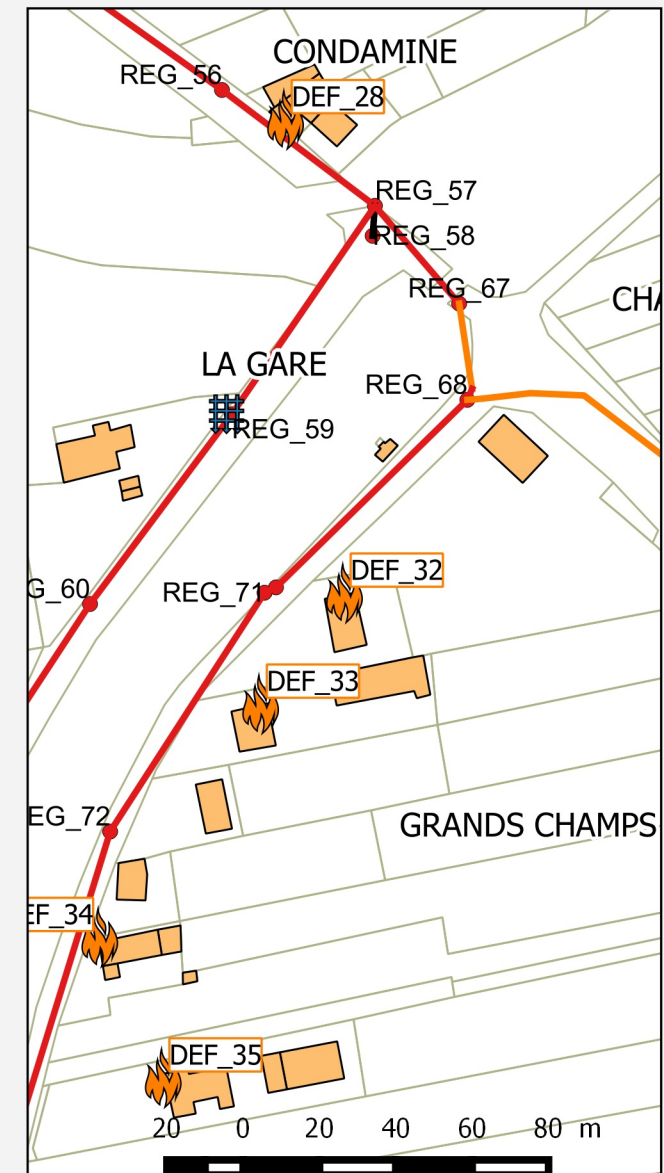 CONDAMINE
REG_56
DEF_28
REG_57
REG_58
REG_67
CHA
LA GARE
REG_68
REG_59
DEF_32
G_60
REG_71
DEF_33
EG_72
GRANDS CHAMPS
EF_34
DEF_35
20 0 20 40 60 80 m